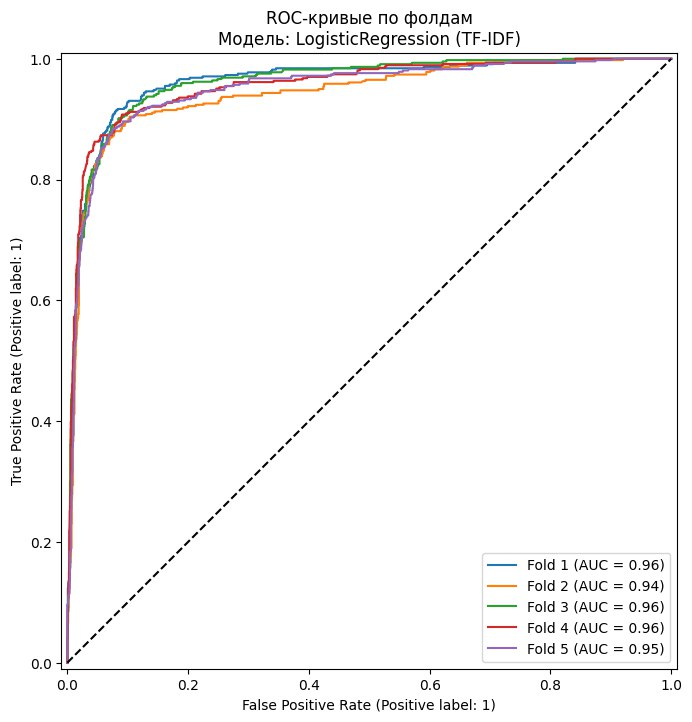 ROC-кривые по фолдам
Модель: LogisticRegression (TF-IDF)
True Positive Rate (Positive label: 1)
1.0
0.8
0.6
0.4
0.2
0.0
0.0 0.2 0.4 0.6 0.8 1.0
False Positive Rate (Positive label: 1)
Fold 1 (AUC = 0.96)
Fold 2 (AUC = 0.94)
Fold 3 (AUC = 0.96)
Fold 4 (AUC = 0.96)
Fold 5 (AUC = 0.95)